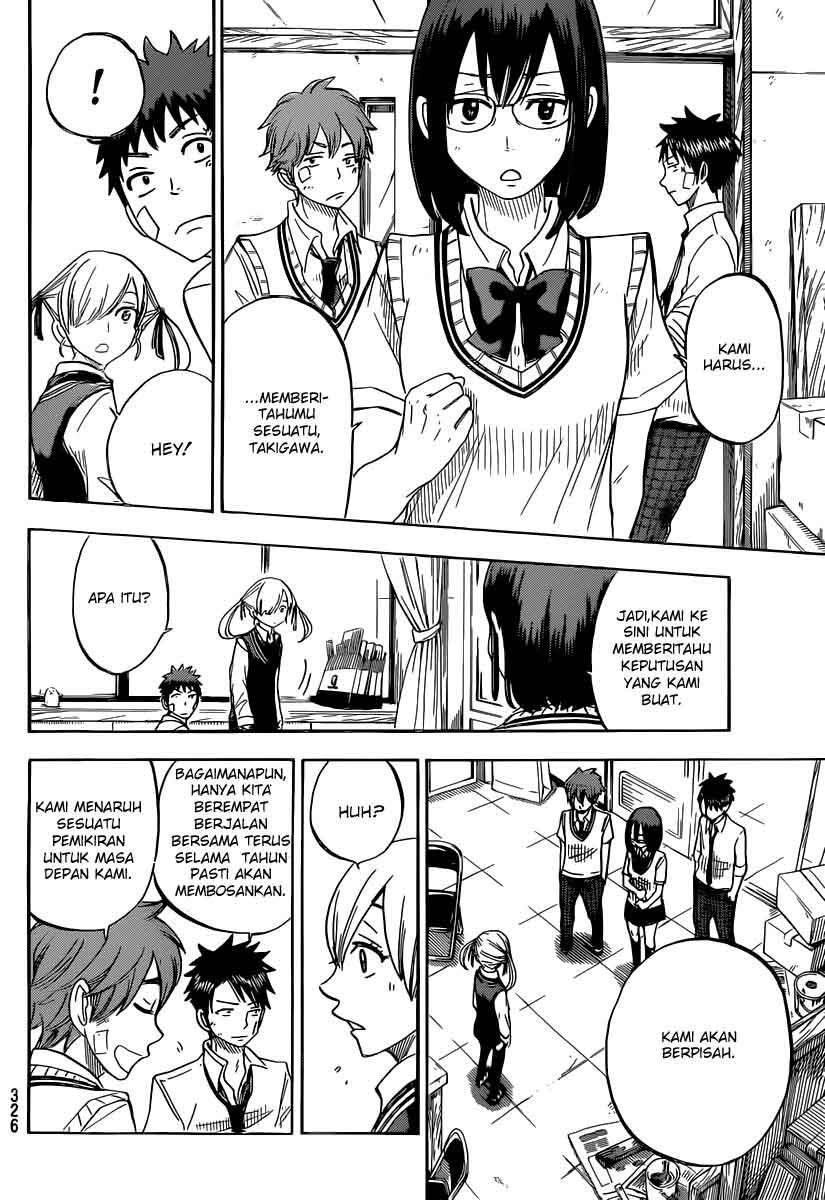 KAMI
HARUS...
...MEMBERI-
TAHUMU
SESUATU,
TAKIGAWA.
!
HEY!
JADI,KAMI KE
SINI UNTUK
MEMBERITAHU
KEPUTUSAN
YANG KAMI
BUAT.
APA ITU?
KAMI AKAN
BERPISAH.
HUH?
BAGAIMANAPUN,
HANYA KITA
BEREMPAT
BERJALAN
BERSAMA TERUS
SELAMA TAHUN
PASTI AKAN
MEMBOSANKAN.
KAMI MENARUH
SESUATU
PEMIKIRAN
UNTUK MASA
DEPAN KAMI.
326